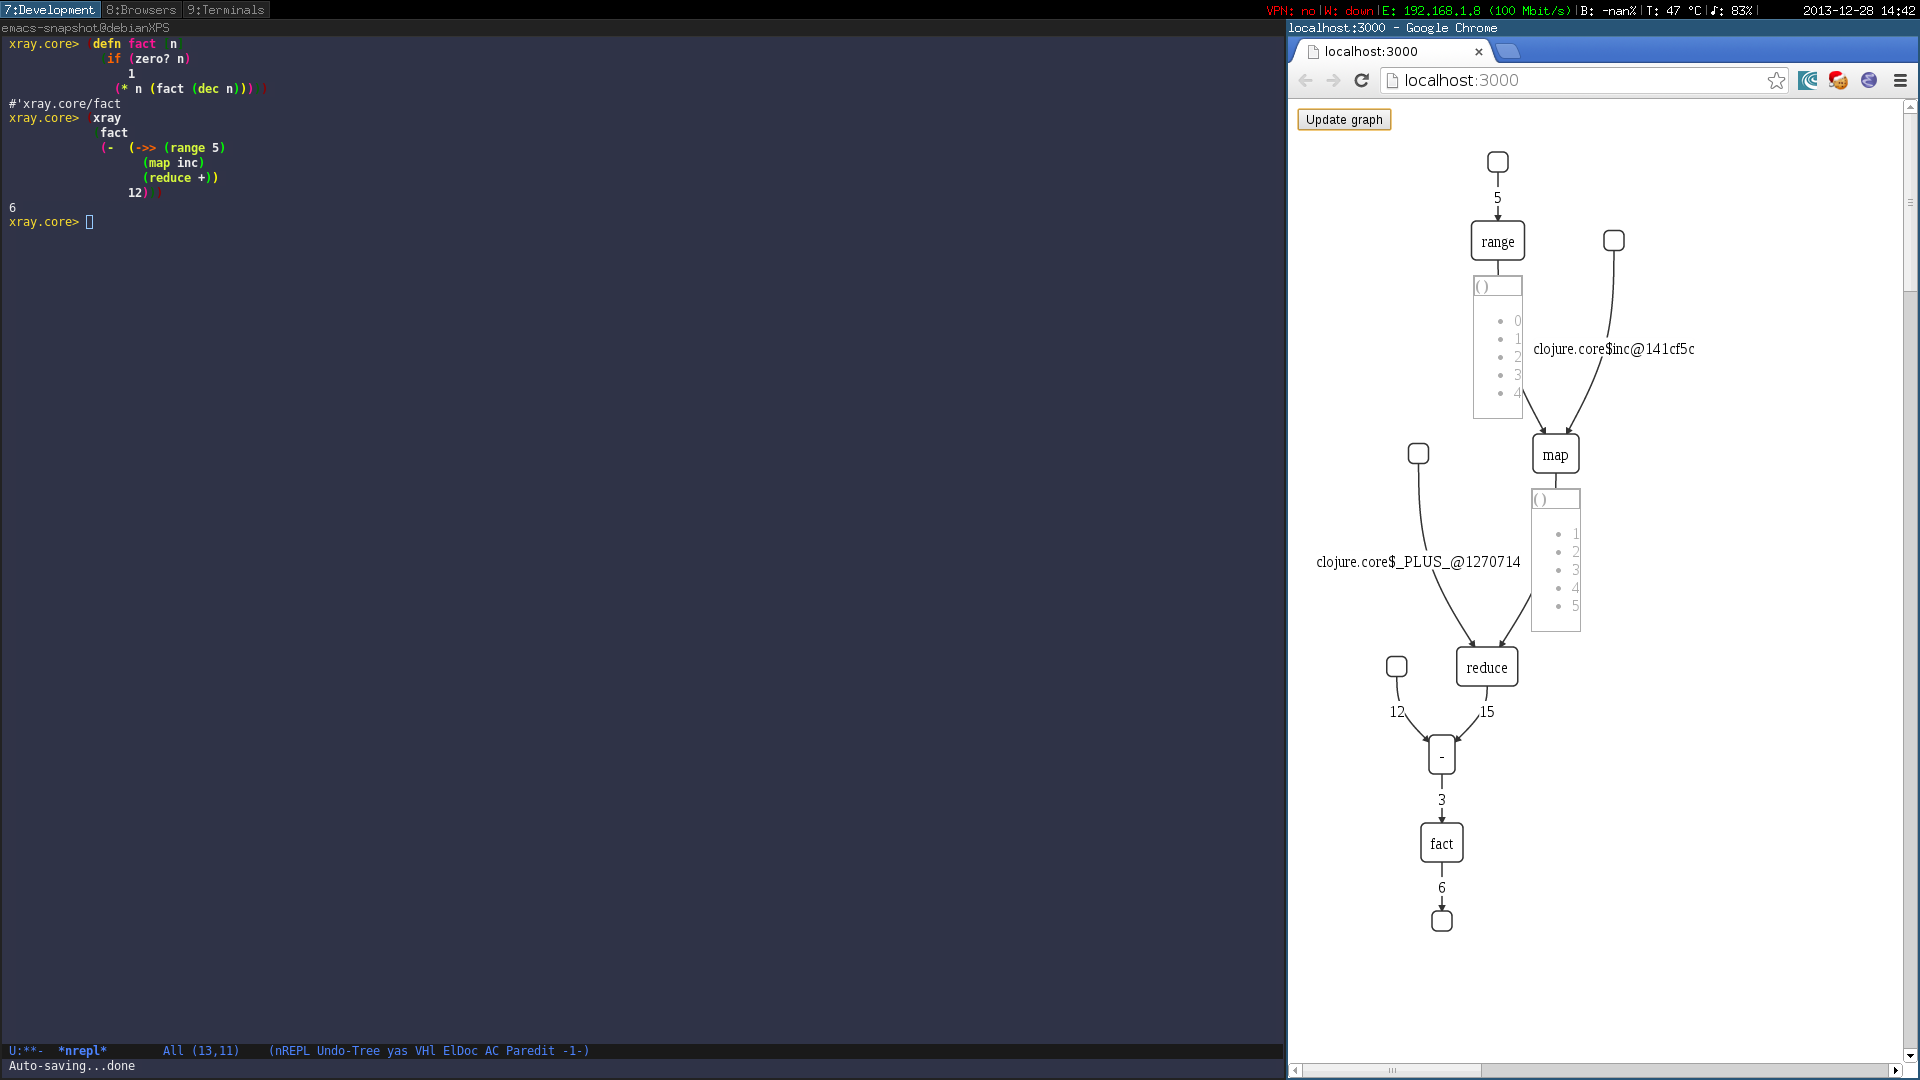 7:Development 8:Browsers 9:Terminals
VPN: no|W: down|E: 192.168.1.8 (100 Mbit/s)|B: -nan%|T: 47 °C|♪: 83%| 2013-12-28 14:42
emacs-snapshot@debianXPS
xray.core> (defn fact [n]
(if (zero? n)
1
(* n (fact (dec n)))))
#'xray.core/fact
xray.core> (xray
(fact
(- (->> (range 5)
(map inc)
(reduce +))
12)))
6
xray.core>
U:**- *nrepl* All (13,11) (nREPL Undo-Tree yas VHl ElDoc AC Paredit -1-)
Auto-saving...done
localhost:3000 - Google Chrome
localhost:3000
localhost:3000
Update graph
5
range
()
0
1
2
3
4
clojure.core$inc@141cf5c
map
()
1
2
3
4
5
clojure.core$_PLUS_@1270714
reduce
12
15
-
3
fact
6